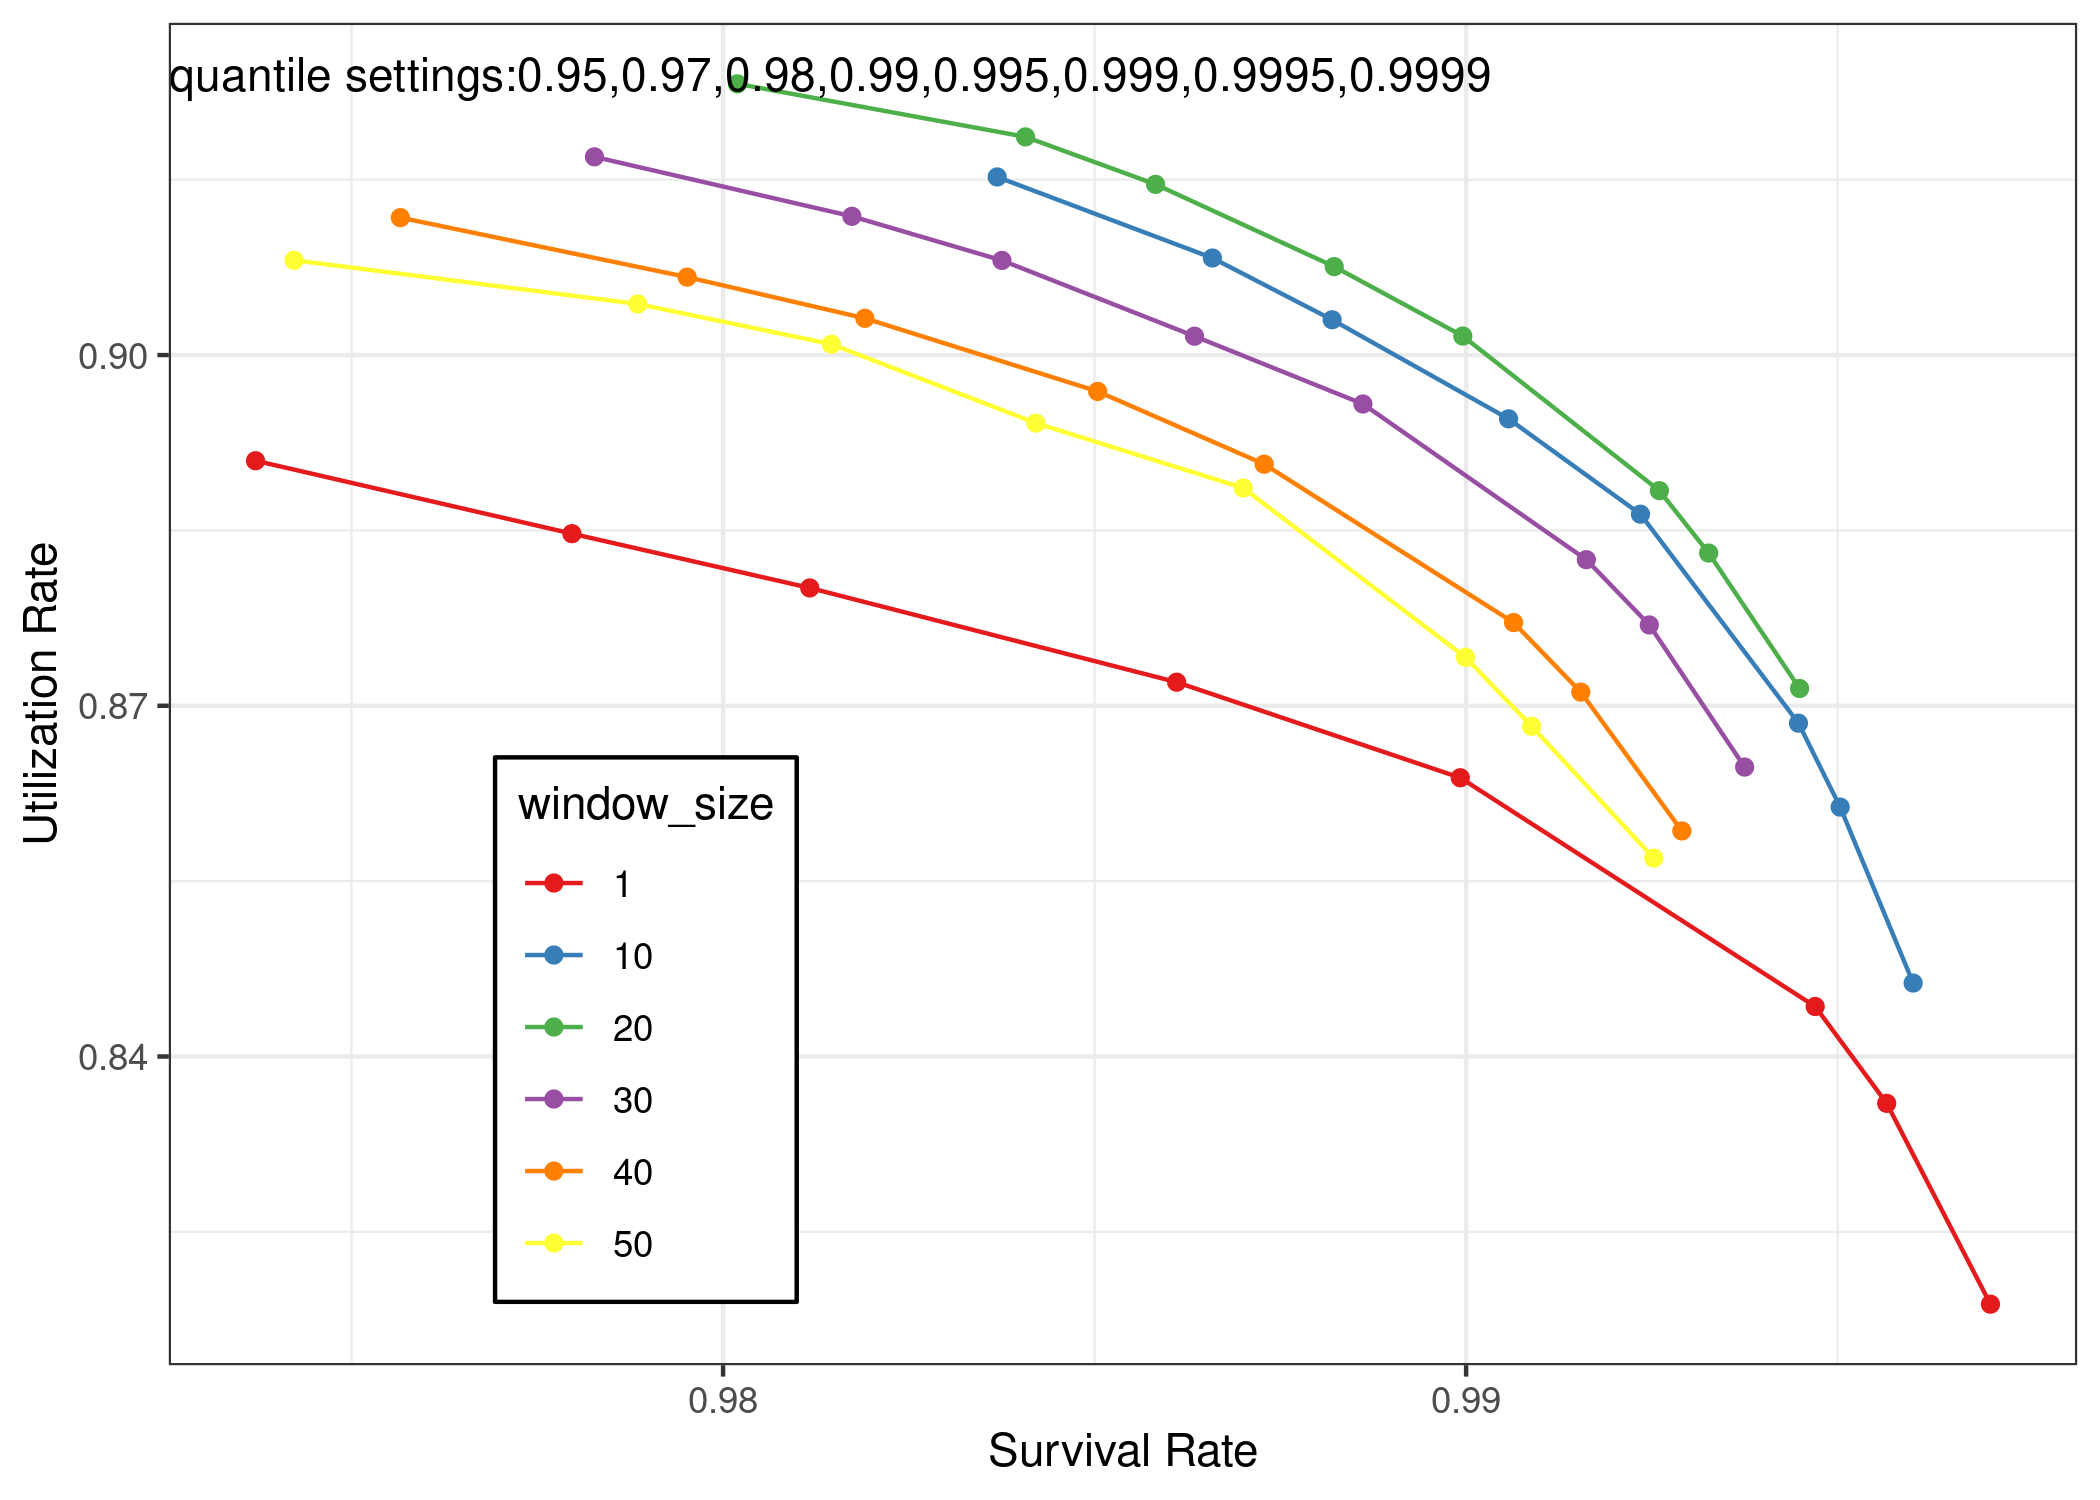 quantile settings:0.95,0.97,0.98,0.99,0.995,0.999,0.9995,0.9999
Utilization Rate
0.90
0.87
0.84
window_size
1
10
20
30
40
50
0.98
0.99
Survival Rate